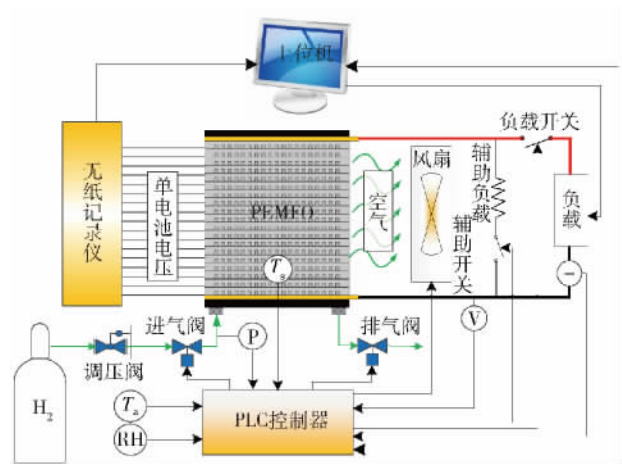 上位机
负载开关
无纸记录仪
单电池电压
PEMFO
空气
风扇
辅助负载
辅助开关
负载
Ts
V
进气阀
P
排气阀
调压阀
H2
Ta
RH
PLC控制器